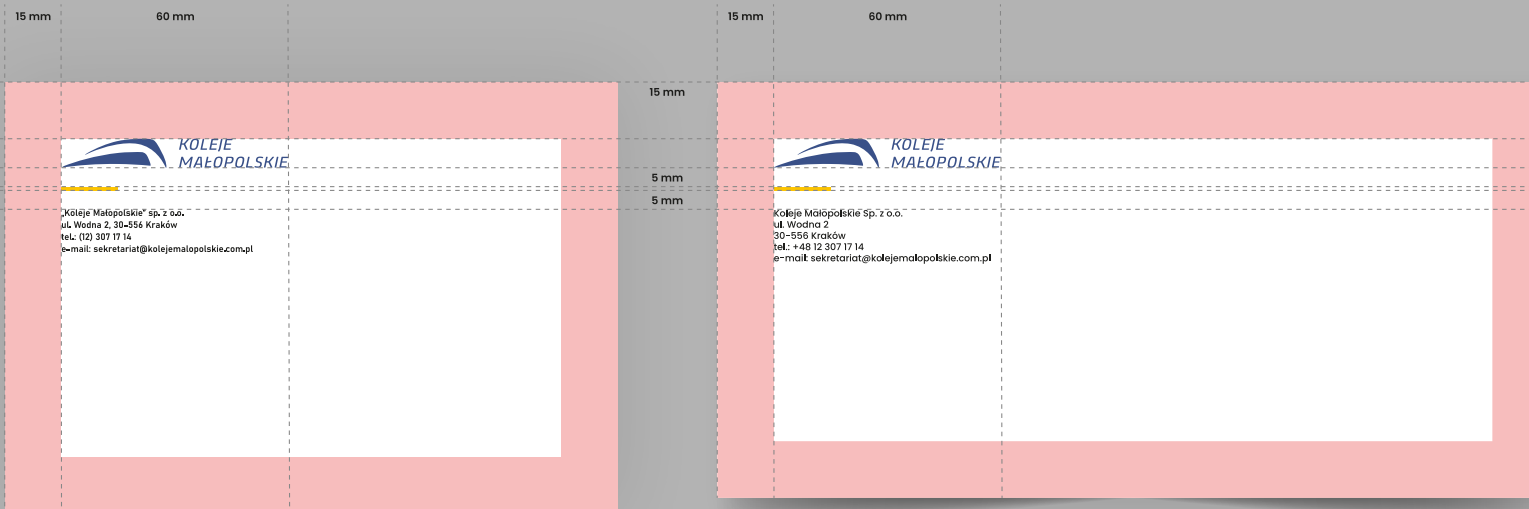 15 mm
60 mm
15 mm
60 mm
15 mm
KOLEJE
MAŁOPOLSKIE
5 mm
5 mm
„Koleje Małopolskie” sp. z o.o.
ul. Wodna 2, 30-556 Kraków
tel.: (12) 307 17 14
e-mail: sekretariat@kolejemalopolskie.com.pl
KOLEJE
MAŁOPOLSKIE
Koleje Małopolskie Sp. z o.o.
ul. Wodna 2
30-556 Kraków
tel.: +48 12 307 17 14
e-mail: sekretariat@kolejemalopolskie.com.pl